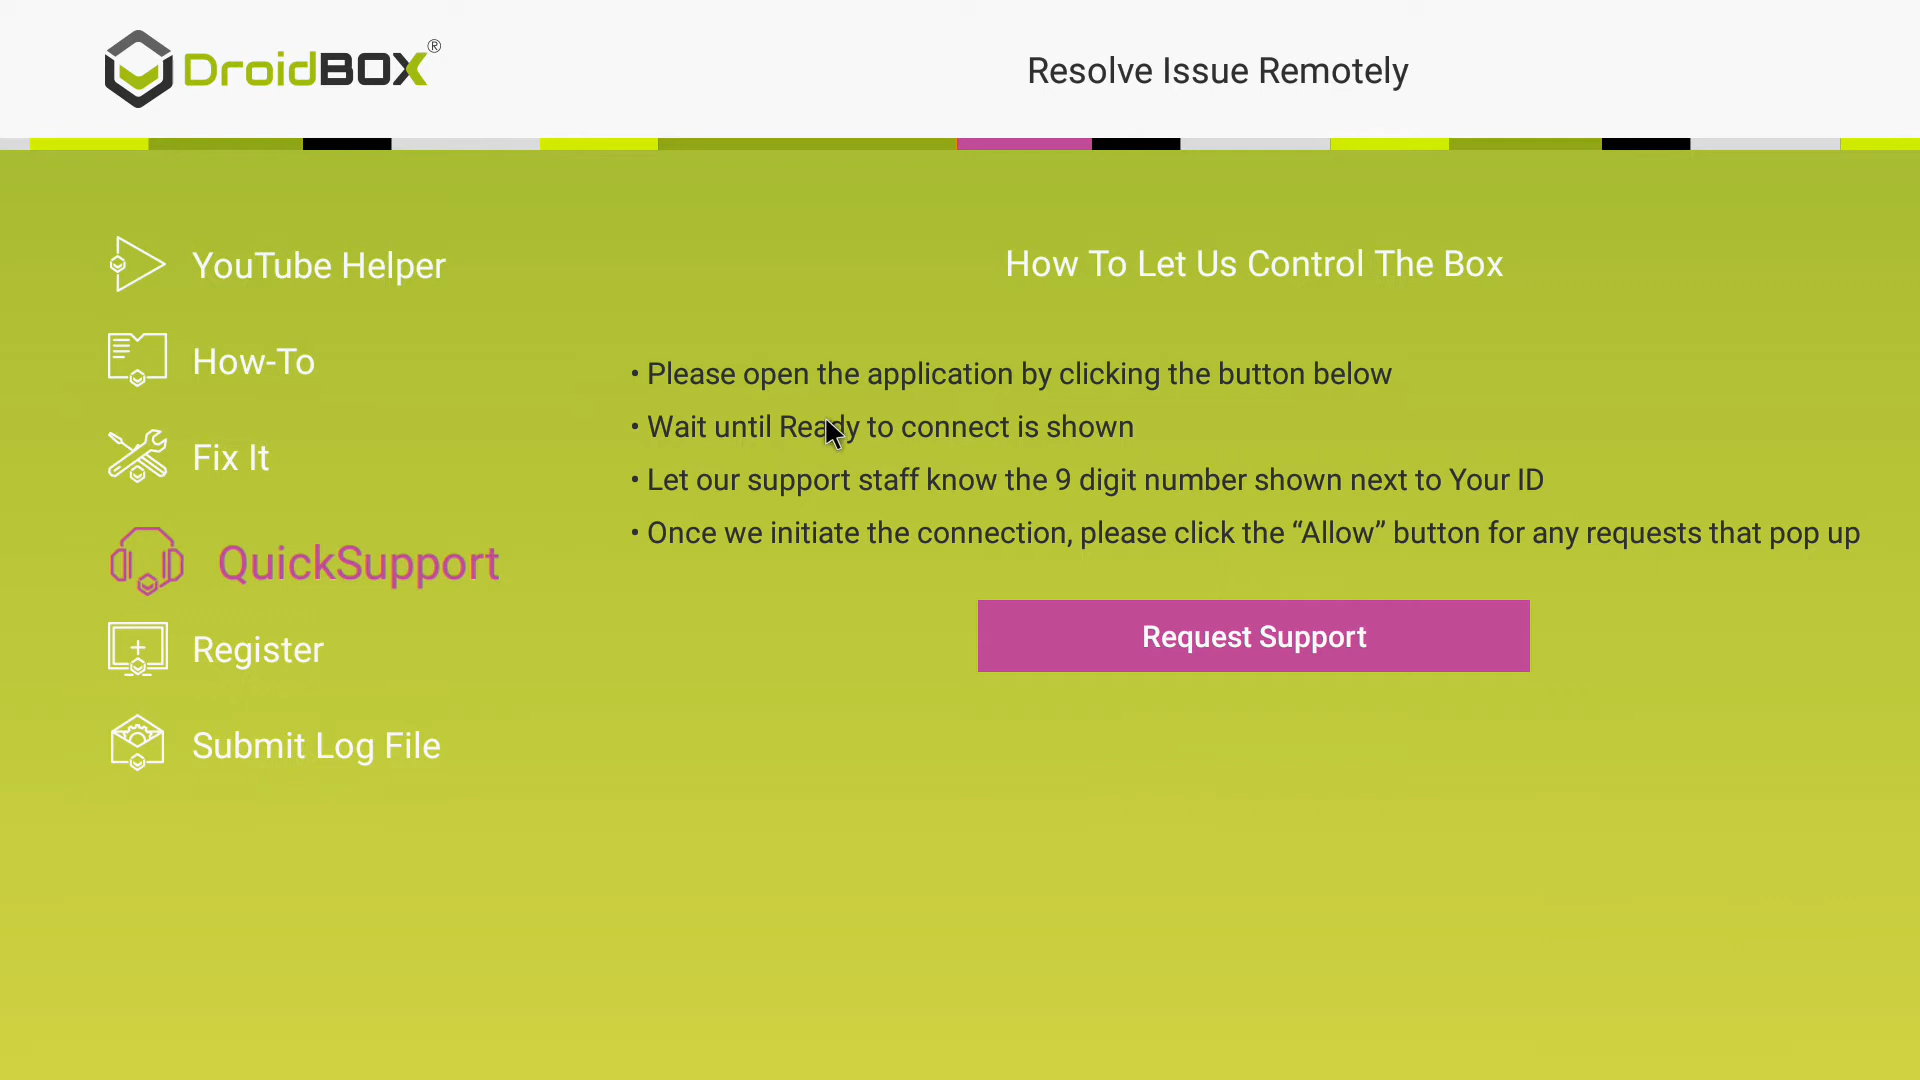 DroidBOX®
Resolve Issue Remotely
YouTube Helper
How-To
Fix It
QuickSupport
Register
Submit Log File
How To Let Us Control The Box
• Please open the application by clicking the button below
• Wait until Ready to connect is shown
• Let our support staff know the 9 digit number shown next to Your ID
• Once we initiate the connection, please click the “Allow” button for any requests that pop up
Request Support